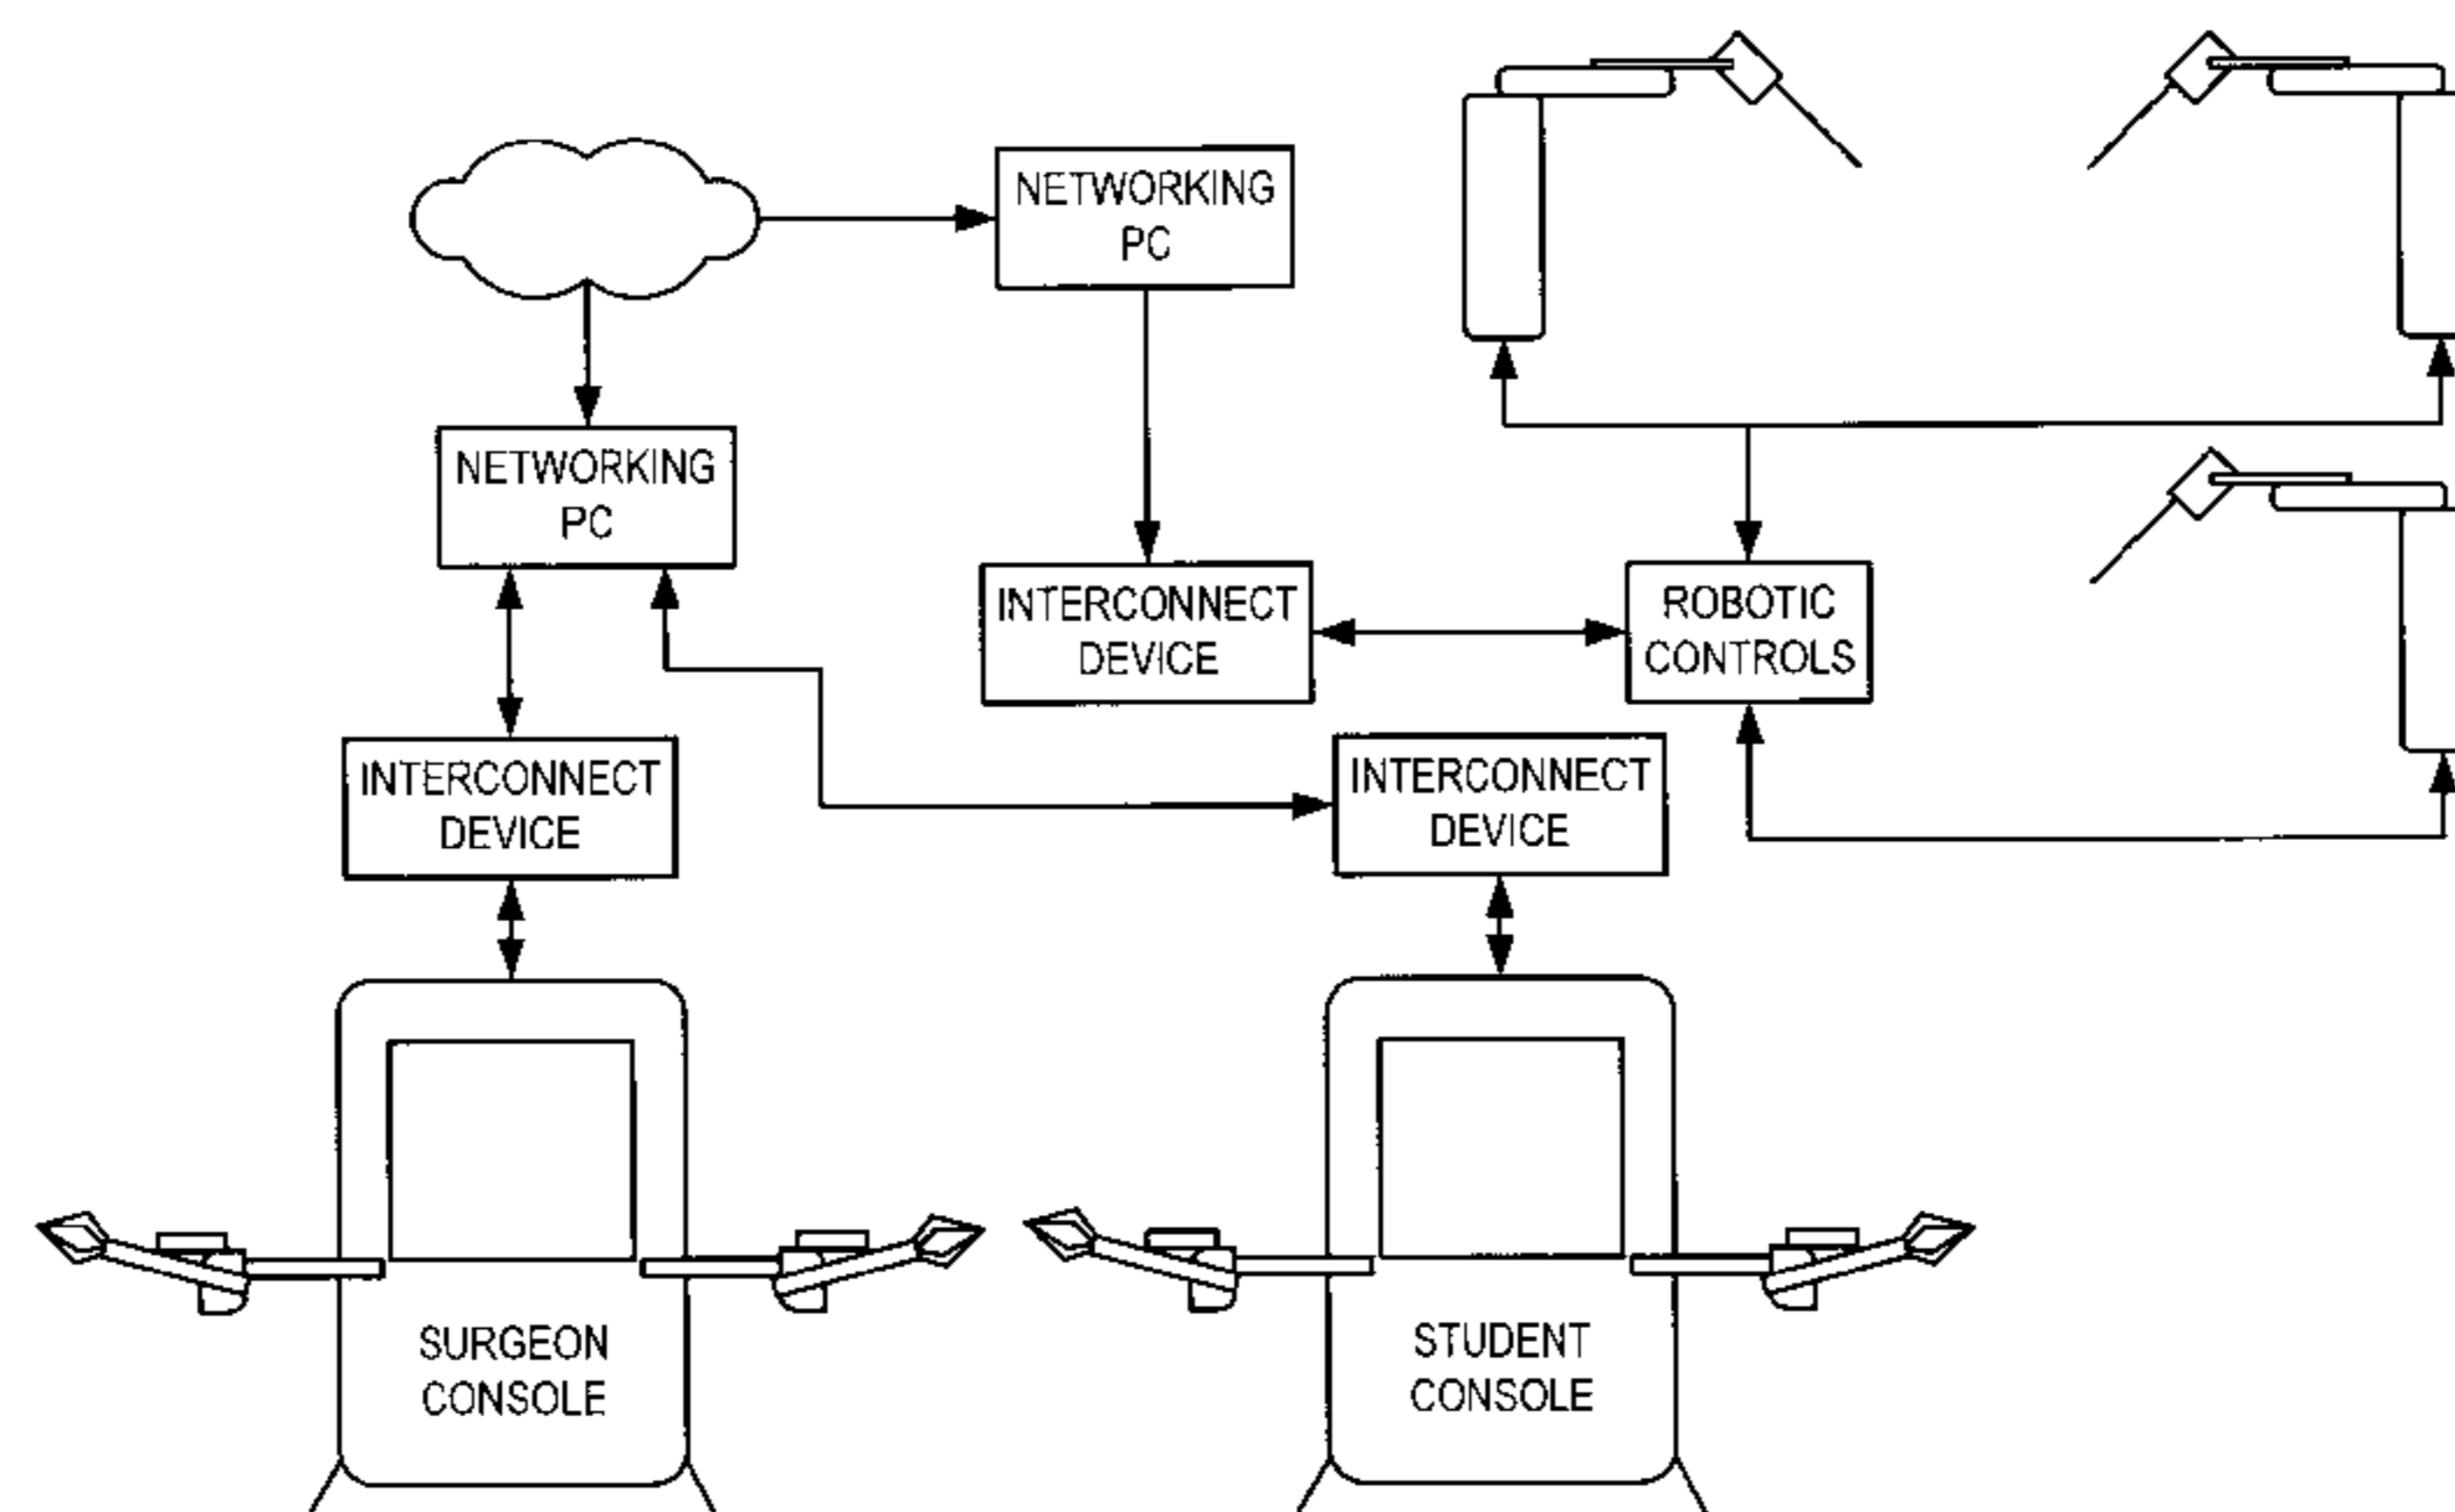 NETWORKING
PC
NETWORKING
PC
INTERCONNECT
DEVICE
ROBOTIC
CONTROLS
INTERCONNECT
DEVICE
INTERCONNECT
DEVICE
SURGEON
CONSOLE
STUDENT
CONSOLE